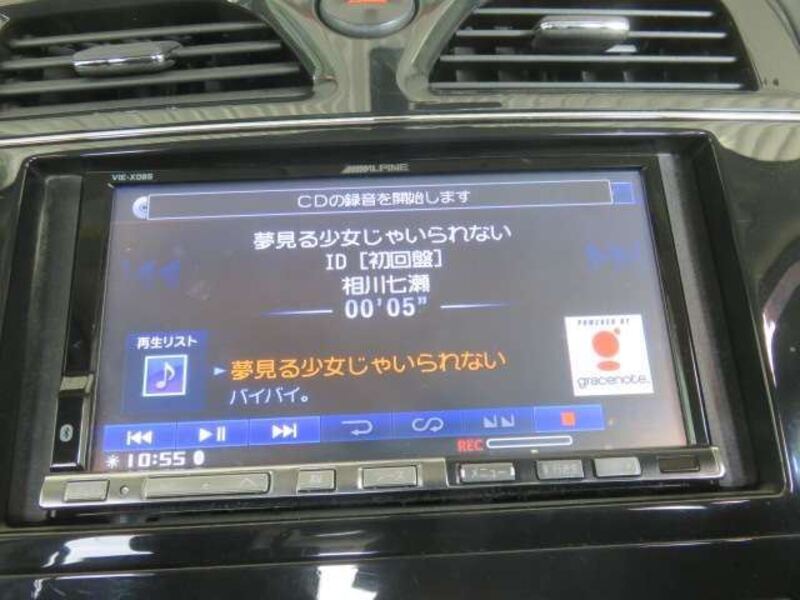 VIE-X088
ALPINE
CDの録音を開始します
夢見る少女じゃいられない
ID [初回盤]
相川七瀬
00'05"
再生リスト
夢見る少女じゃいられない
バイバイ。
POWERED BY
gracenote.
REC
10:55
メニュー